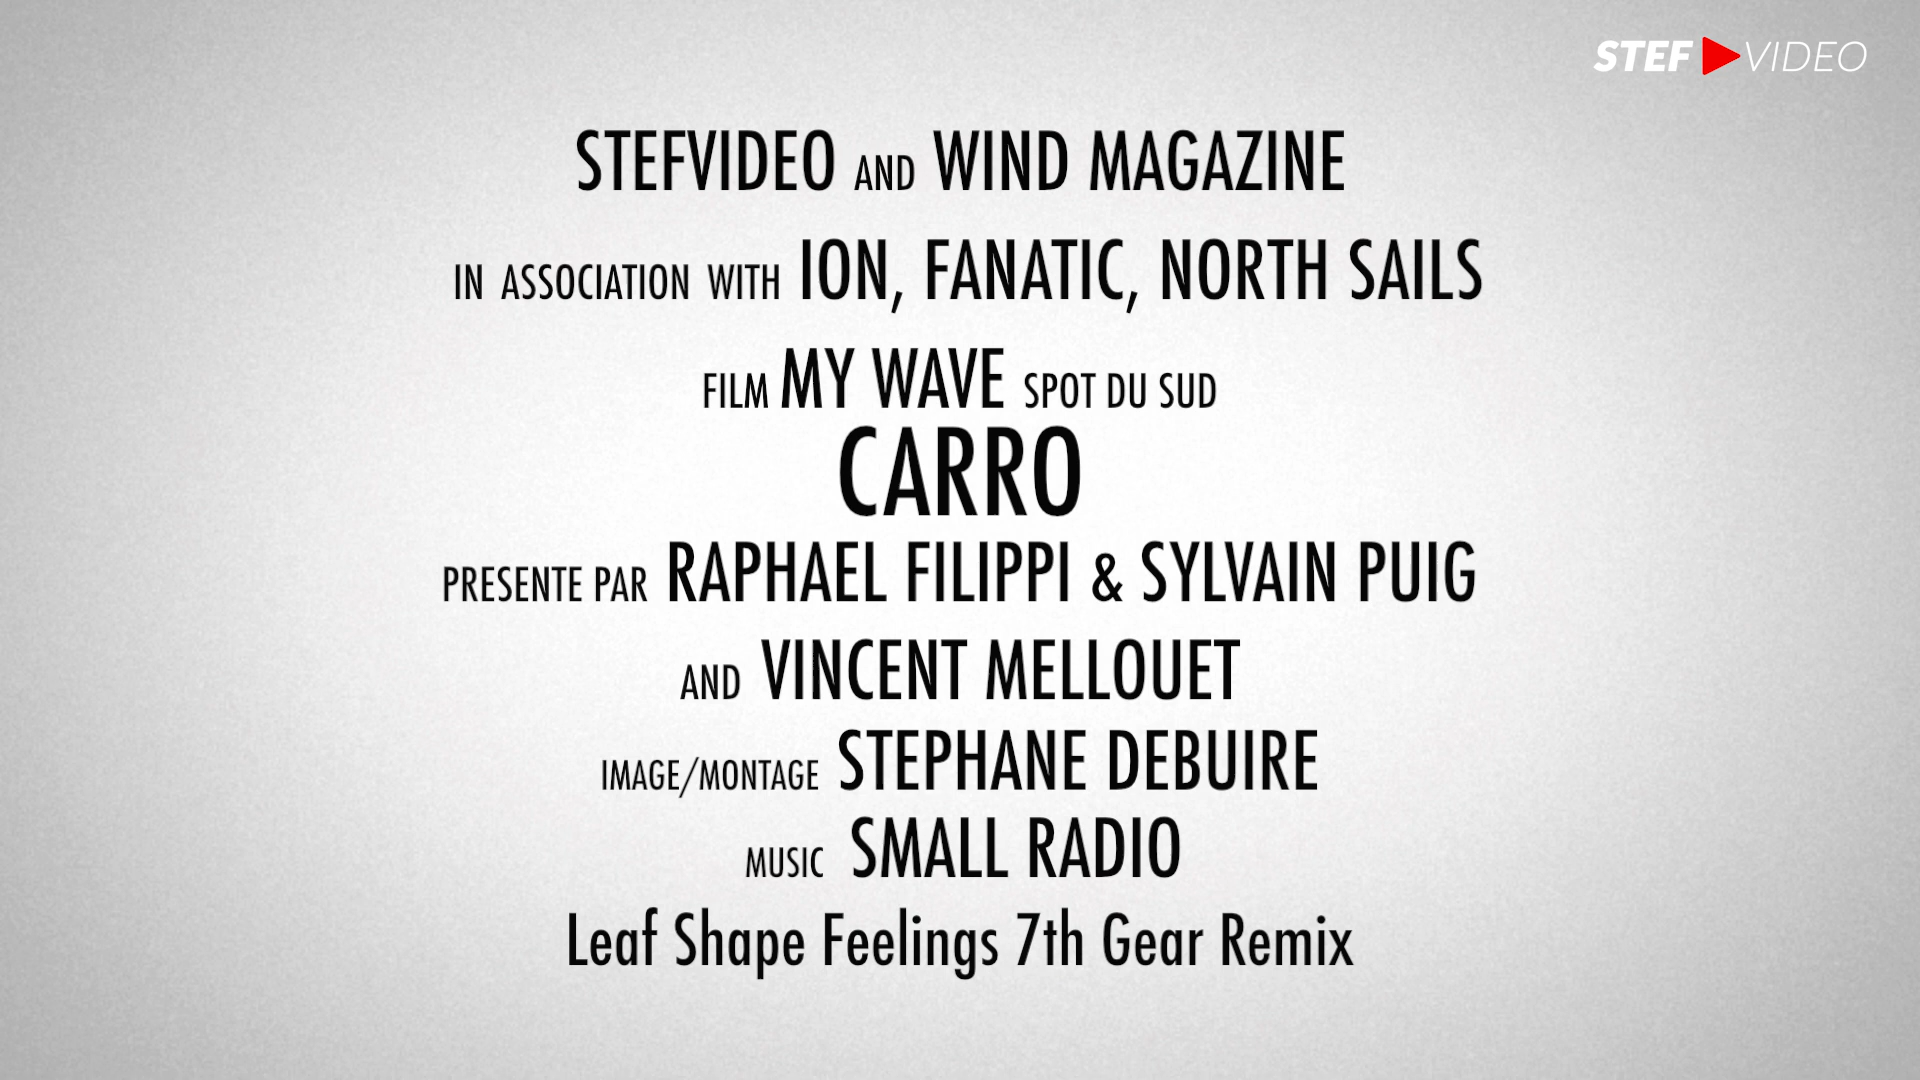 STEF VIDEO
STEFVIDEO AND WIND MAGAZINE
IN ASSOCIATION WITH ION, FANATIC, NORTH SAILS
FILM MY WAVE SPOT DU SUD
CARRO
PRESENTE PAR RAPHAEL FILIPPI & SYLVAIN PUIG
AND VINCENT MELLOUET
IMAGE/MONTAGE STEPHANE DEBUIRE
MUSIC SMALL RADIO
Leaf Shape Feelings 7th Gear Remix